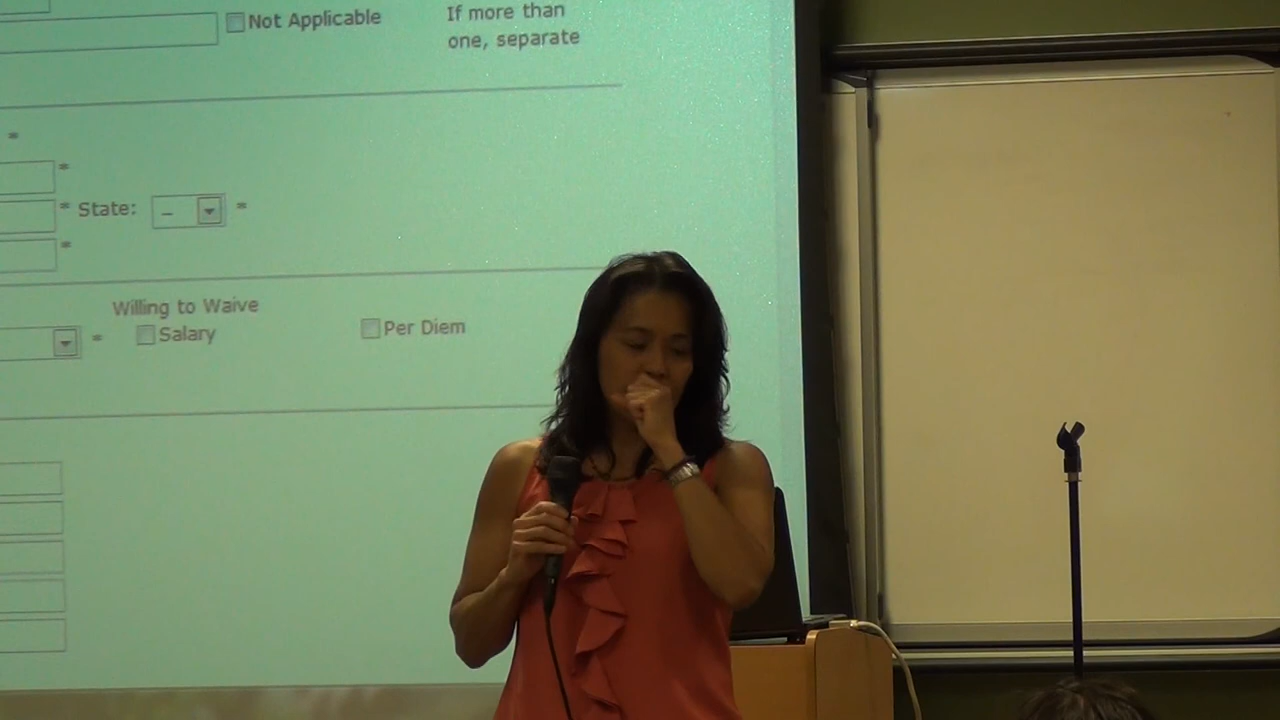 Not Applicable
If more than
one, separate
*
*
* State: – *
*
Willing to Waive
* Salary
Per Diem